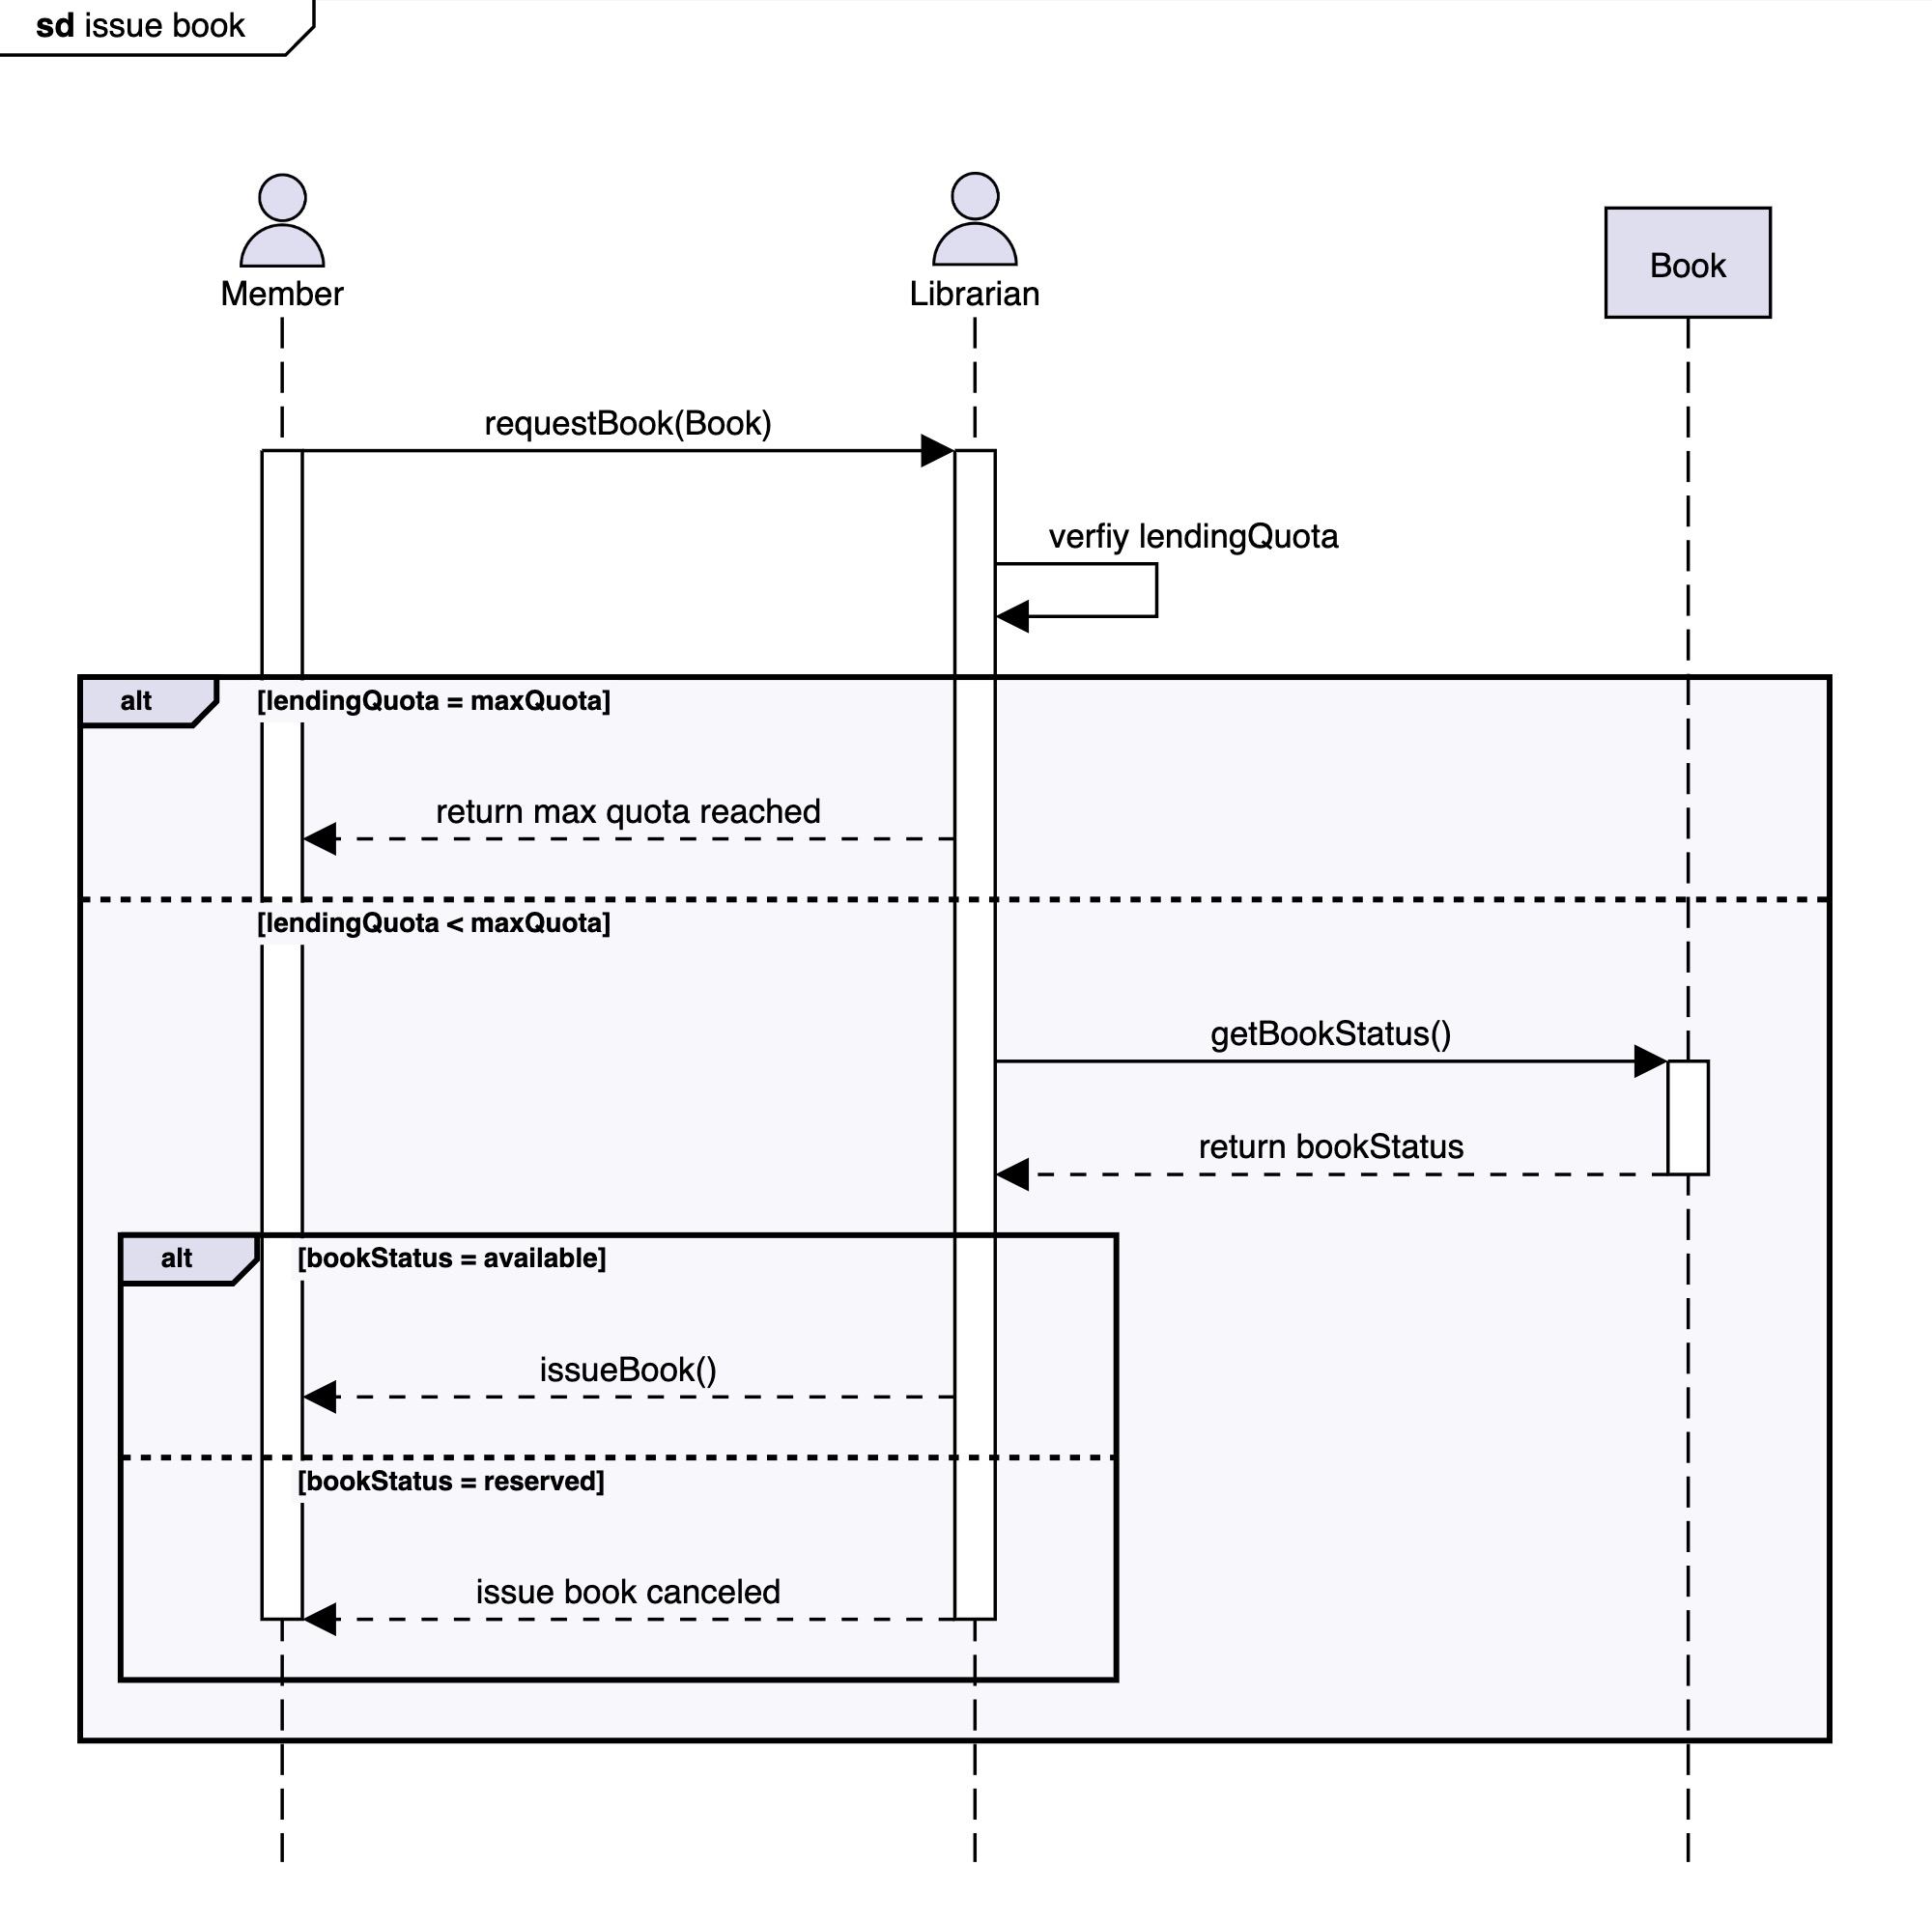 sd issue book
Member
Librarian
Book
requestBook(Book)
verfiy lendingQuota
alt
[lendingQuota = maxQuota]
return max quota reached
[lendingQuota < maxQuota]
getBookStatus()
return bookStatus
alt
[bookStatus = available]
issueBook()
[bookStatus = reserved]
issue book canceled